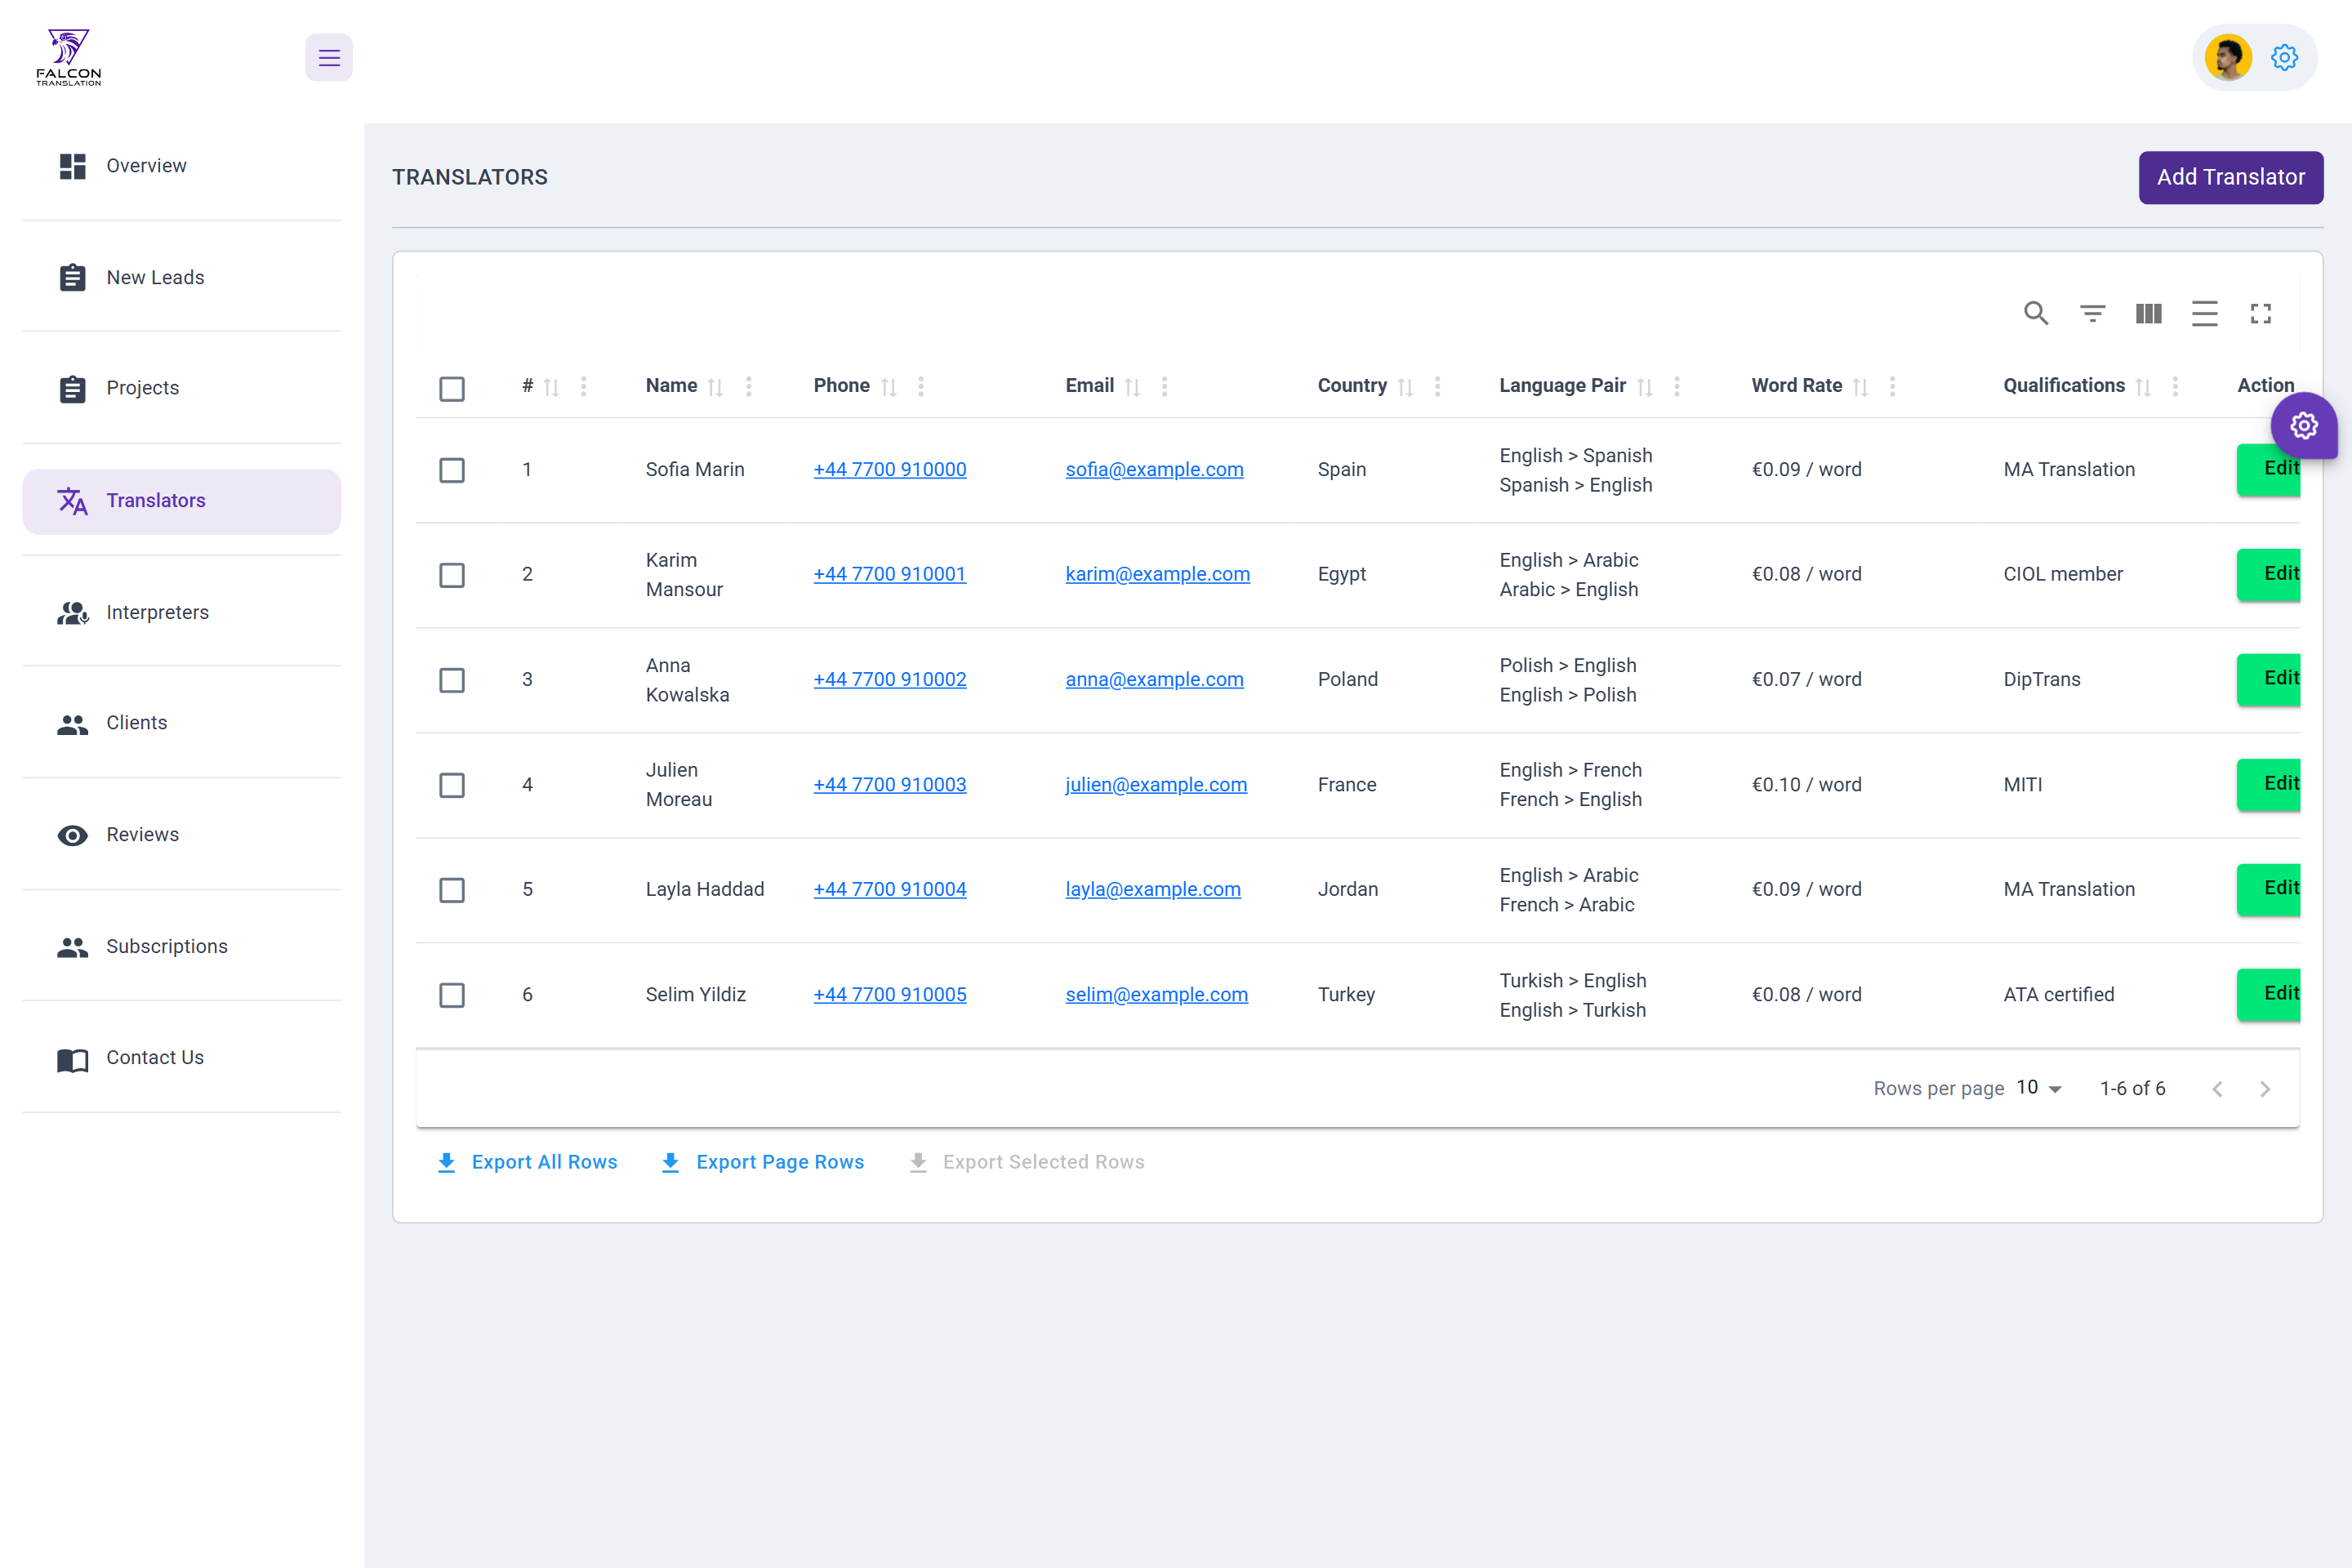 FALCON
TRANSLATION
Overview
New Leads
Projects
Translators
Interpreters
Clients
Reviews
Subscriptions
Contact Us
TRANSLATORS
Add Translator
# Name Phone Email Country Language Pair Word Rate Qualifications Action
1 Sofia Marin +44 7700 910000 sofia@example.com Spain English > Spanish €0.09 / word MA Translation Edit
Spanish > English
2 Karim +44 7700 910001 karim@example.com Egypt English > Arabic €0.08 / word CIOL member Edit
Mansour Arabic > English
3 Anna +44 7700 910002 anna@example.com Poland Polish > English €0.07 / word DipTrans Edit
Kowalska English > Polish
4 Julien +44 7700 910003 julien@example.com France English > French €0.10 / word MITI Edit
Moreau French > English
5 Layla Haddad +44 7700 910004 layla@example.com Jordan English > Arabic €0.09 / word MA Translation Edit
French > Arabic
6 Selim Yildiz +44 7700 910005 selim@example.com Turkey Turkish > English €0.08 / word ATA certified Edit
English > Turkish
Rows per page 10 1-6 of 6
Export All Rows Export Page Rows Export Selected Rows